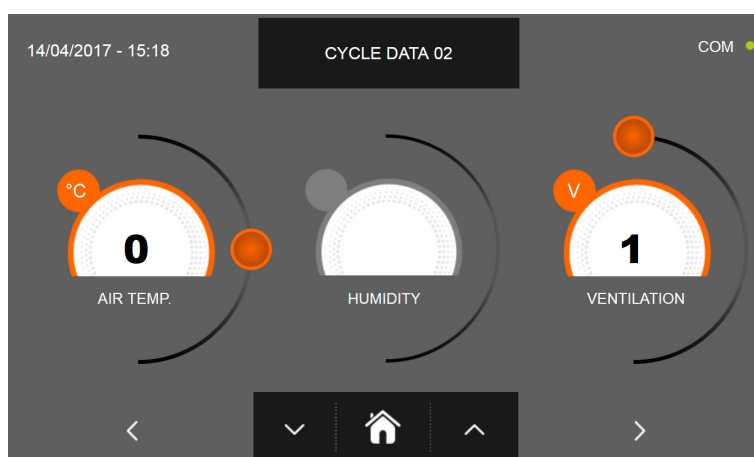 14/04/2017 - 15:18
CYCLE DATA 02
COM
°C
V
0
1
AIR TEMP.
HUMIDITY
VENTILATION